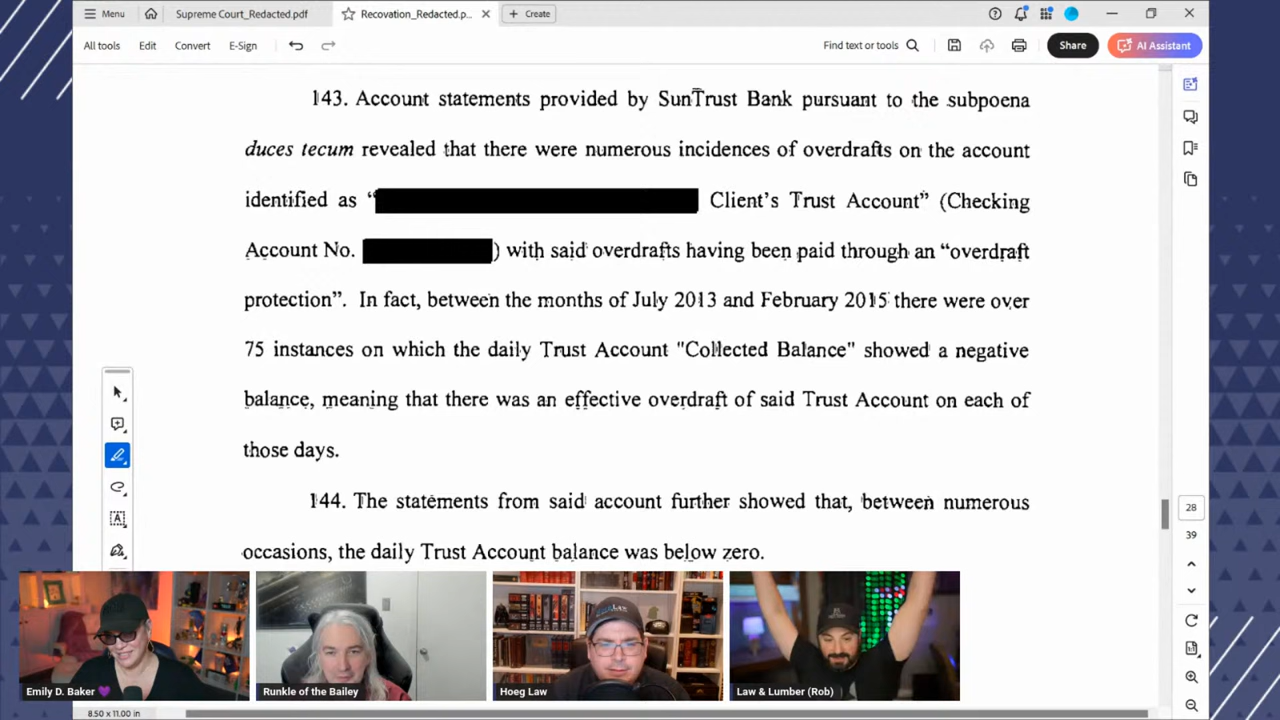 Menu
Supreme Court_Redacted.pdf
Recovation_Redacted.p...
Create
All tools
Edit
Convert
E-Sign
Find text or tools
Share
AI Assistant
143. Account statements provided by SunTrust Bank pursuant to the subpoena
duces tecum revealed that there were numerous incidences of overdrafts on the account
identified as “ Client’s Trust Account” (Checking
Account No. ) with said overdrafts having been paid through an “overdraft
protection”. In fact, between the months of July 2013 and February 2015 there were over
75 instances on which the daily Trust Account "Collected Balance" showed a negative
balance, meaning that there was an effective overdraft of said Trust Account on each of
those days.
144. The statements from said account further showed that, between numerous
occasions, the daily Trust Account balance was below zero.
28
39
Emily D. Baker 💜
Runkle of the Bailey
Hoeg Law
Law & Lumber (Rob)
8.50 x 11.00 in